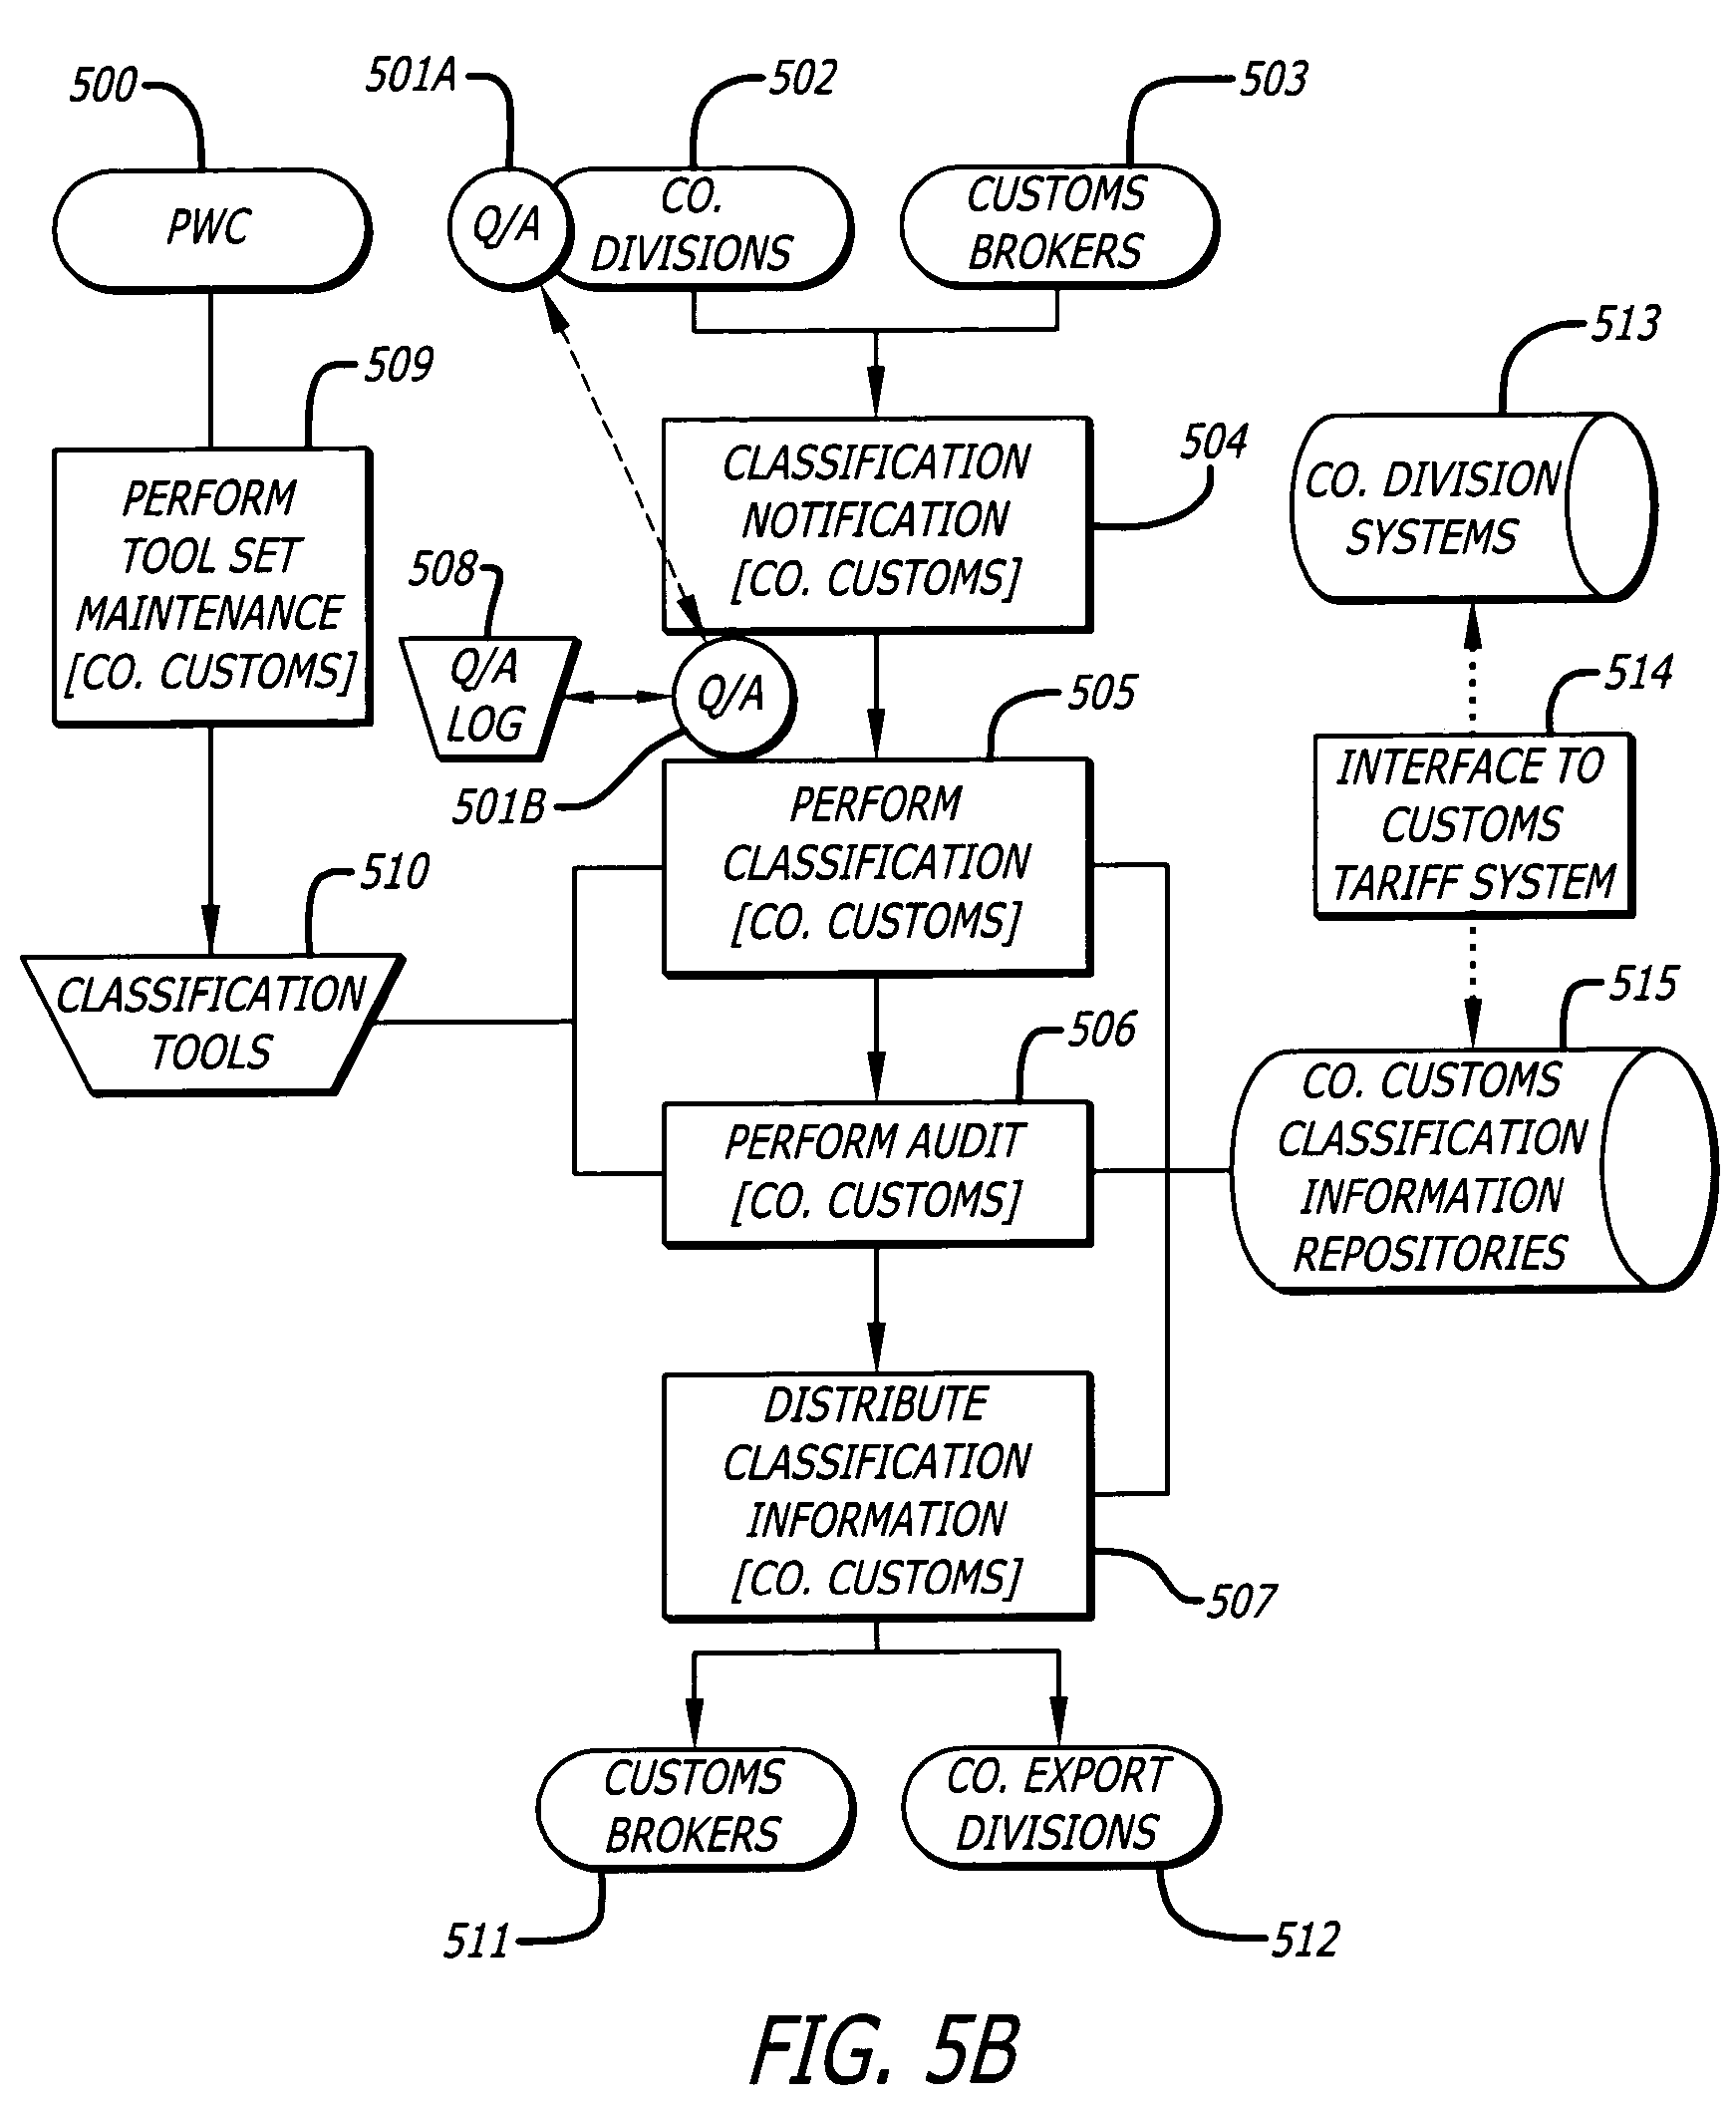 500
501A
502
503
PWC
Q/A
CO.
DIVISIONS
CUSTOMS
BROKERS
509
513
PERFORM
TOOL SET
MAINTENANCE
[CO. CUSTOMS]
CLASSIFICATION
NOTIFICATION
[CO. CUSTOMS]
504
CO. DIVISION
SYSTEMS
508
Q/A
LOG
Q/A
501B
505
514
PERFORM
CLASSIFICATION
[CO. CUSTOMS]
INTERFACE TO
CUSTOMS
TARIFF SYSTEM
510
CLASSIFICATION
TOOLS
506
515
PERFORM AUDIT
[CO. CUSTOMS]
CO. CUSTOMS
CLASSIFICATION
INFORMATION
REPOSITORIES
DISTRIBUTE
CLASSIFICATION
INFORMATION
[CO. CUSTOMS]
507
CUSTOMS
BROKERS
CO. EXPORT
DIVISIONS
511
512
FIG. 5B